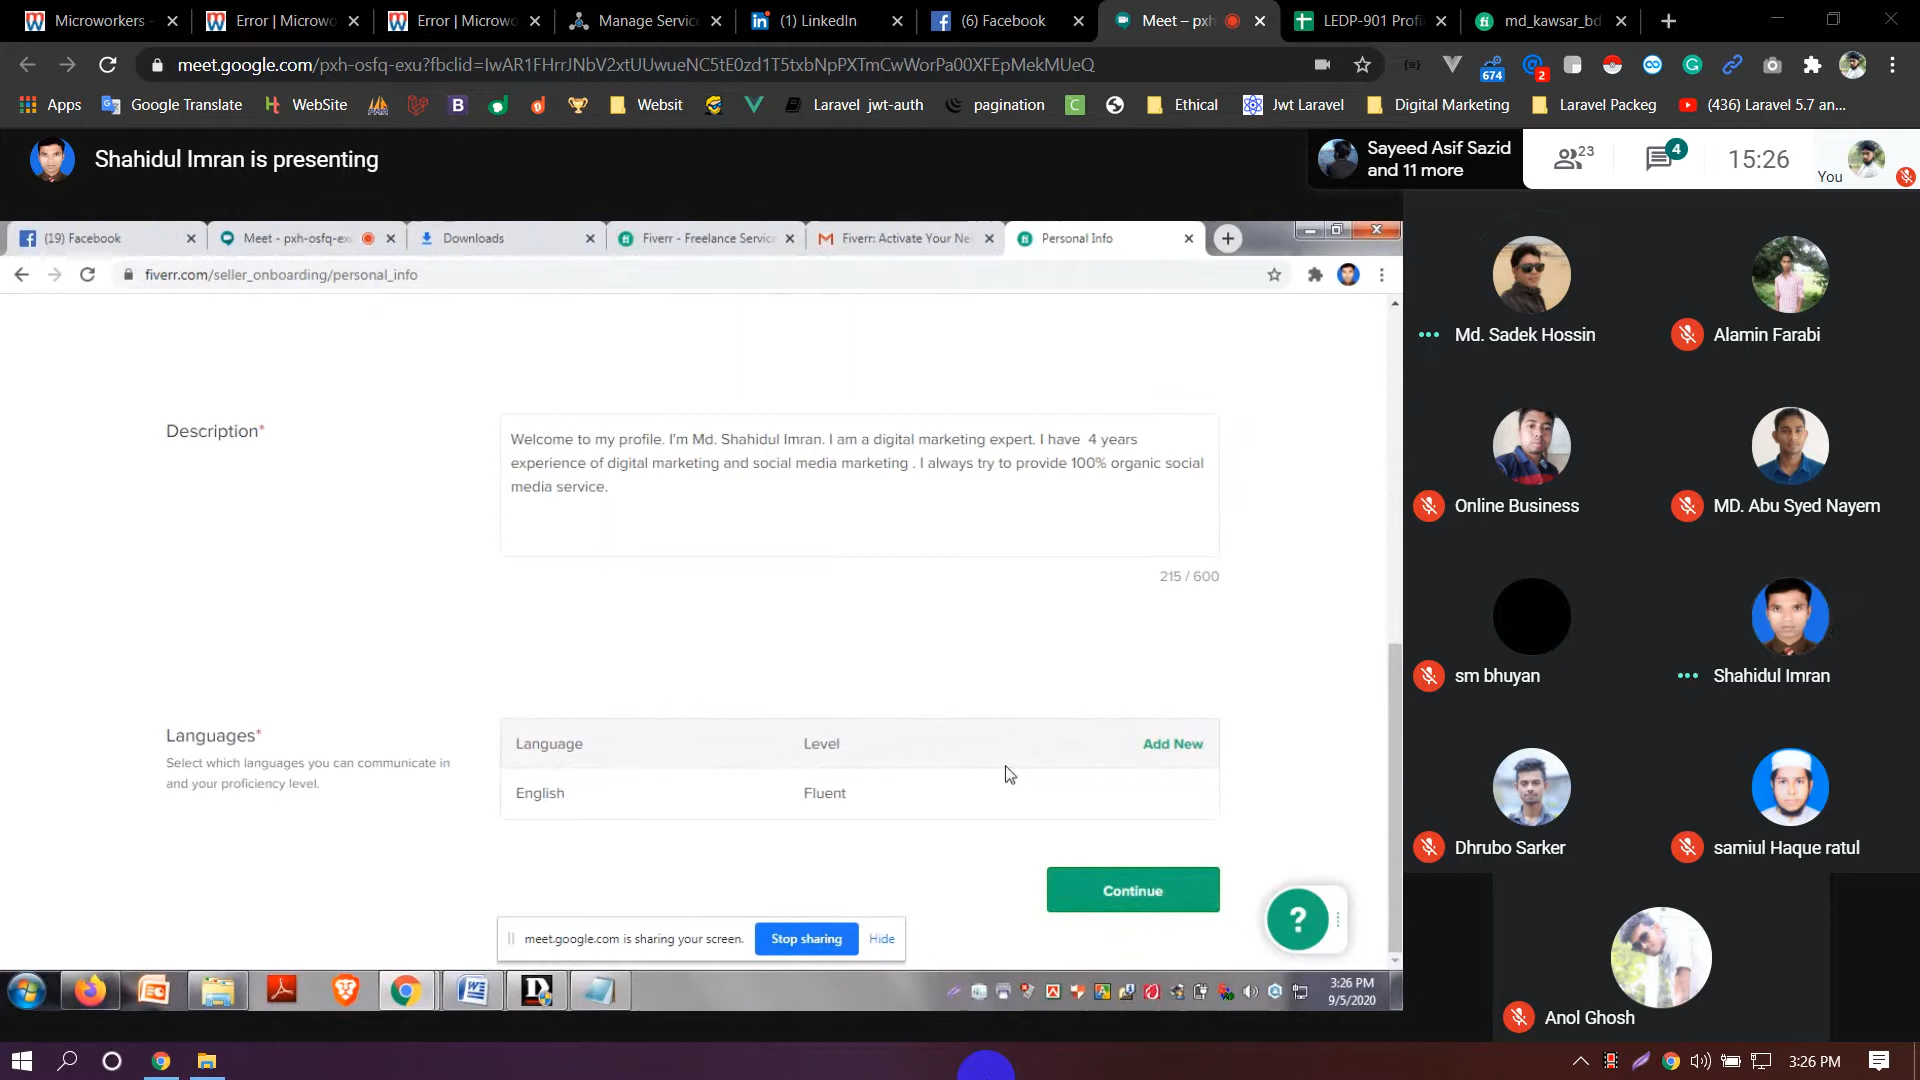 Microworkers -
Error | Microwo
Error | Microwo
Manage Service
(1) LinkedIn
(6) Facebook
Meet – pxh
LEDP-901 Profi
md_kawsar_bd
meet.google.com/pxh-osfq-exu?fbclid=IwAR1FHrrJNbV2xtUUwueNC5tE0zd1T5txbNpPXTmCwWorPa00XFEpMekMUeQ
674
2
Apps
Google Translate
WebSite
Websit
Laravel jwt-auth
pagination
Ethical
Jwt Laravel
Digital Marketing
Laravel Packeg
(436) Laravel 5.7 an...
Shahidul Imran is presenting
Sayeed Asif Sazid
and 11 more
23
4
15:26
You
(19) Facebook
Meet - pxh-osfq-ex
Downloads
Fiverr - Freelance Service
Fiverr: Activate Your Ne
Personal Info
fiverr.com/seller_onboarding/personal_info
Description*
Welcome to my profile. I'm Md. Shahidul Imran. I am a digital marketing expert. I have  4 years
experience of digital marketing and social media marketing . I always try to provide 100% organic social
media service.
215 / 600
Languages*
Select which languages you can communicate in
and your proficiency level.
Language
Level
Add New
English
Fluent
Continue
?
meet.google.com is sharing your screen.
Stop sharing
Hide
3:26 PM
9/5/2020
Md. Sadek Hossin
Alamin Farabi
Online Business
MD. Abu Syed Nayem
sm bhuyan
Shahidul Imran
Dhrubo Sarker
samiul Haque ratul
Anol Ghosh
3:26 PM